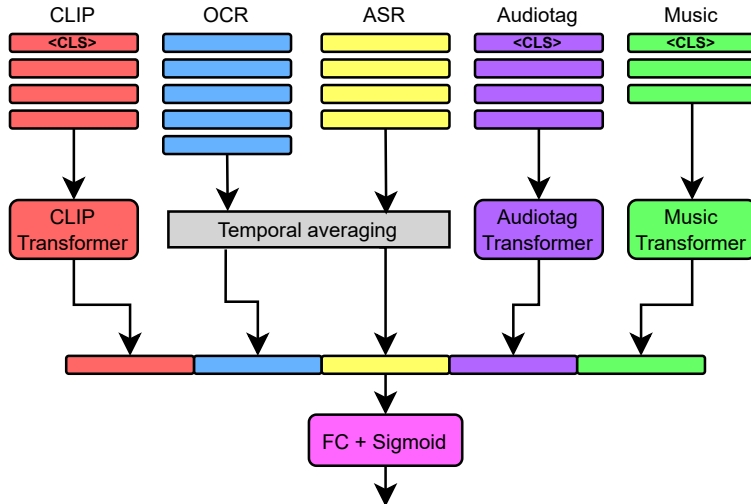 CLIP
OCR
ASR
Audiotag
Music
<CLS>
<CLS>
<CLS>
CLIP
Transformer
Temporal averaging
Audiotag
Transformer
Music
Transformer
FC + Sigmoid